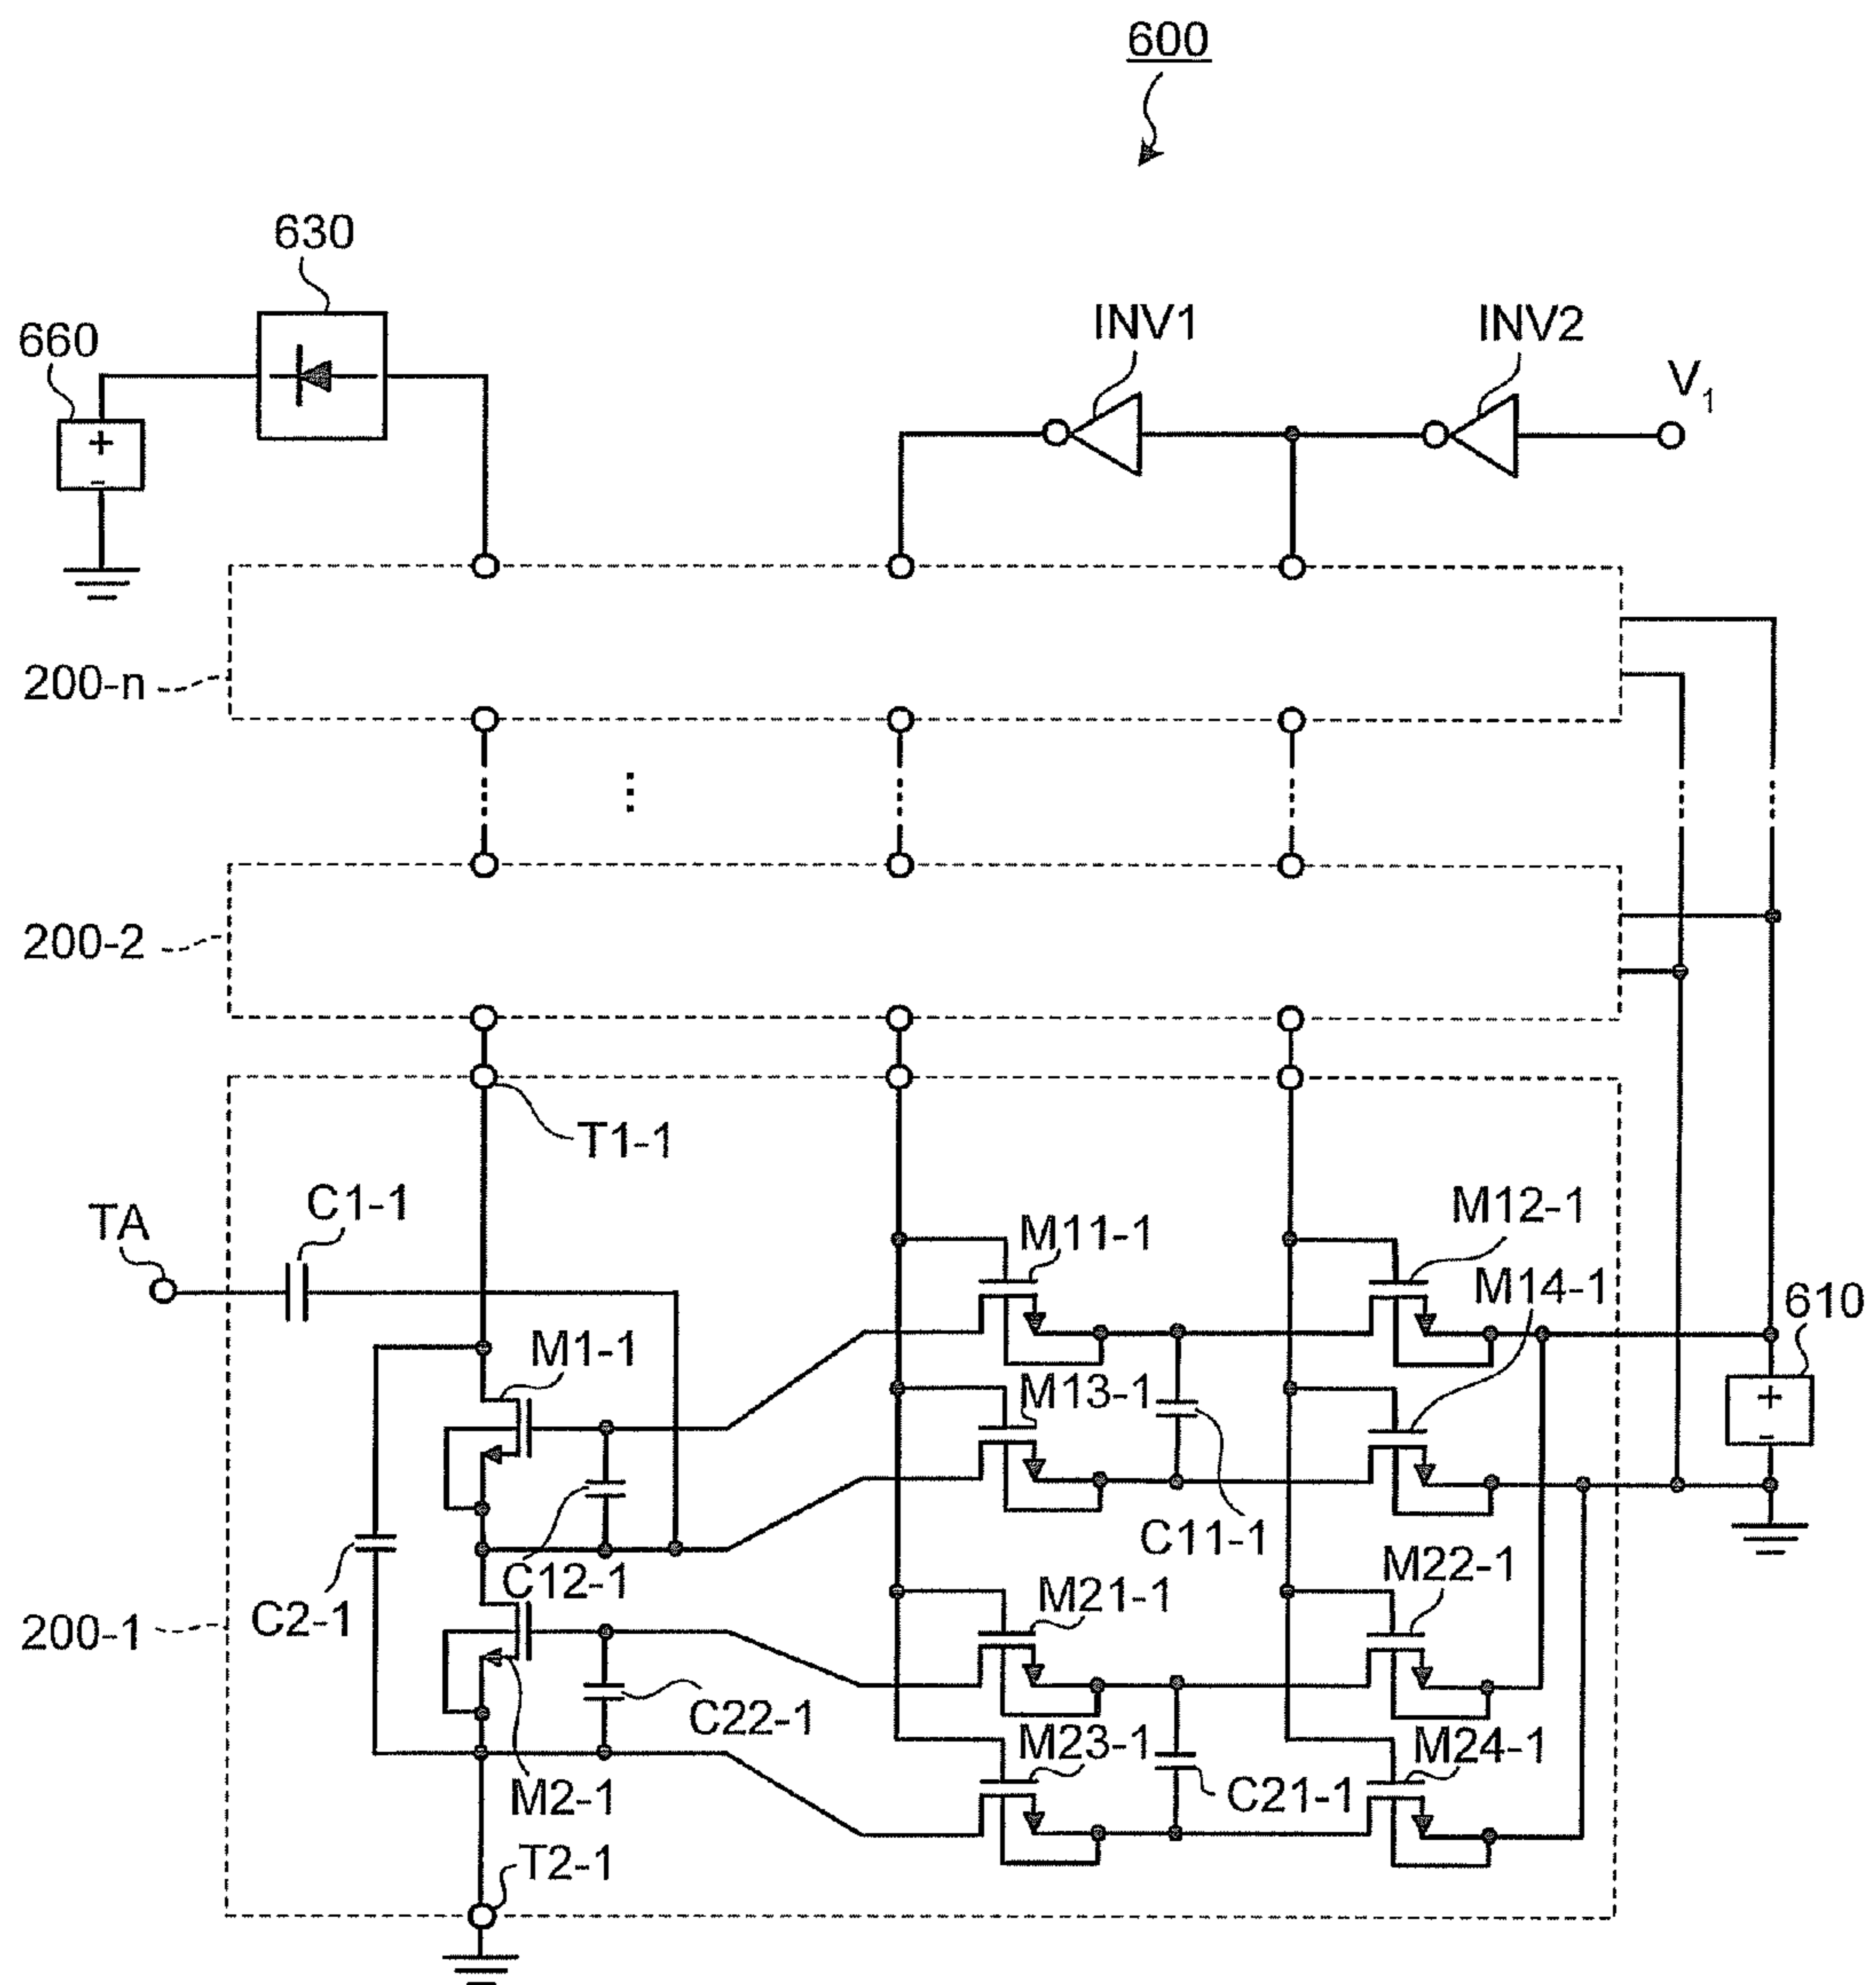 600
630
660
+
-
INV1
INV2
V1
200-n
⋮
200-2
T1-1
TA
C1-1
M11-1
M12-1
M14-1
610
M1-1
M13-1
+
-
C11-1
C12-1
C2-1
M21-1
M22-1
200-1
C22-1
M23-1
M24-1
M2-1
C21-1
T2-1